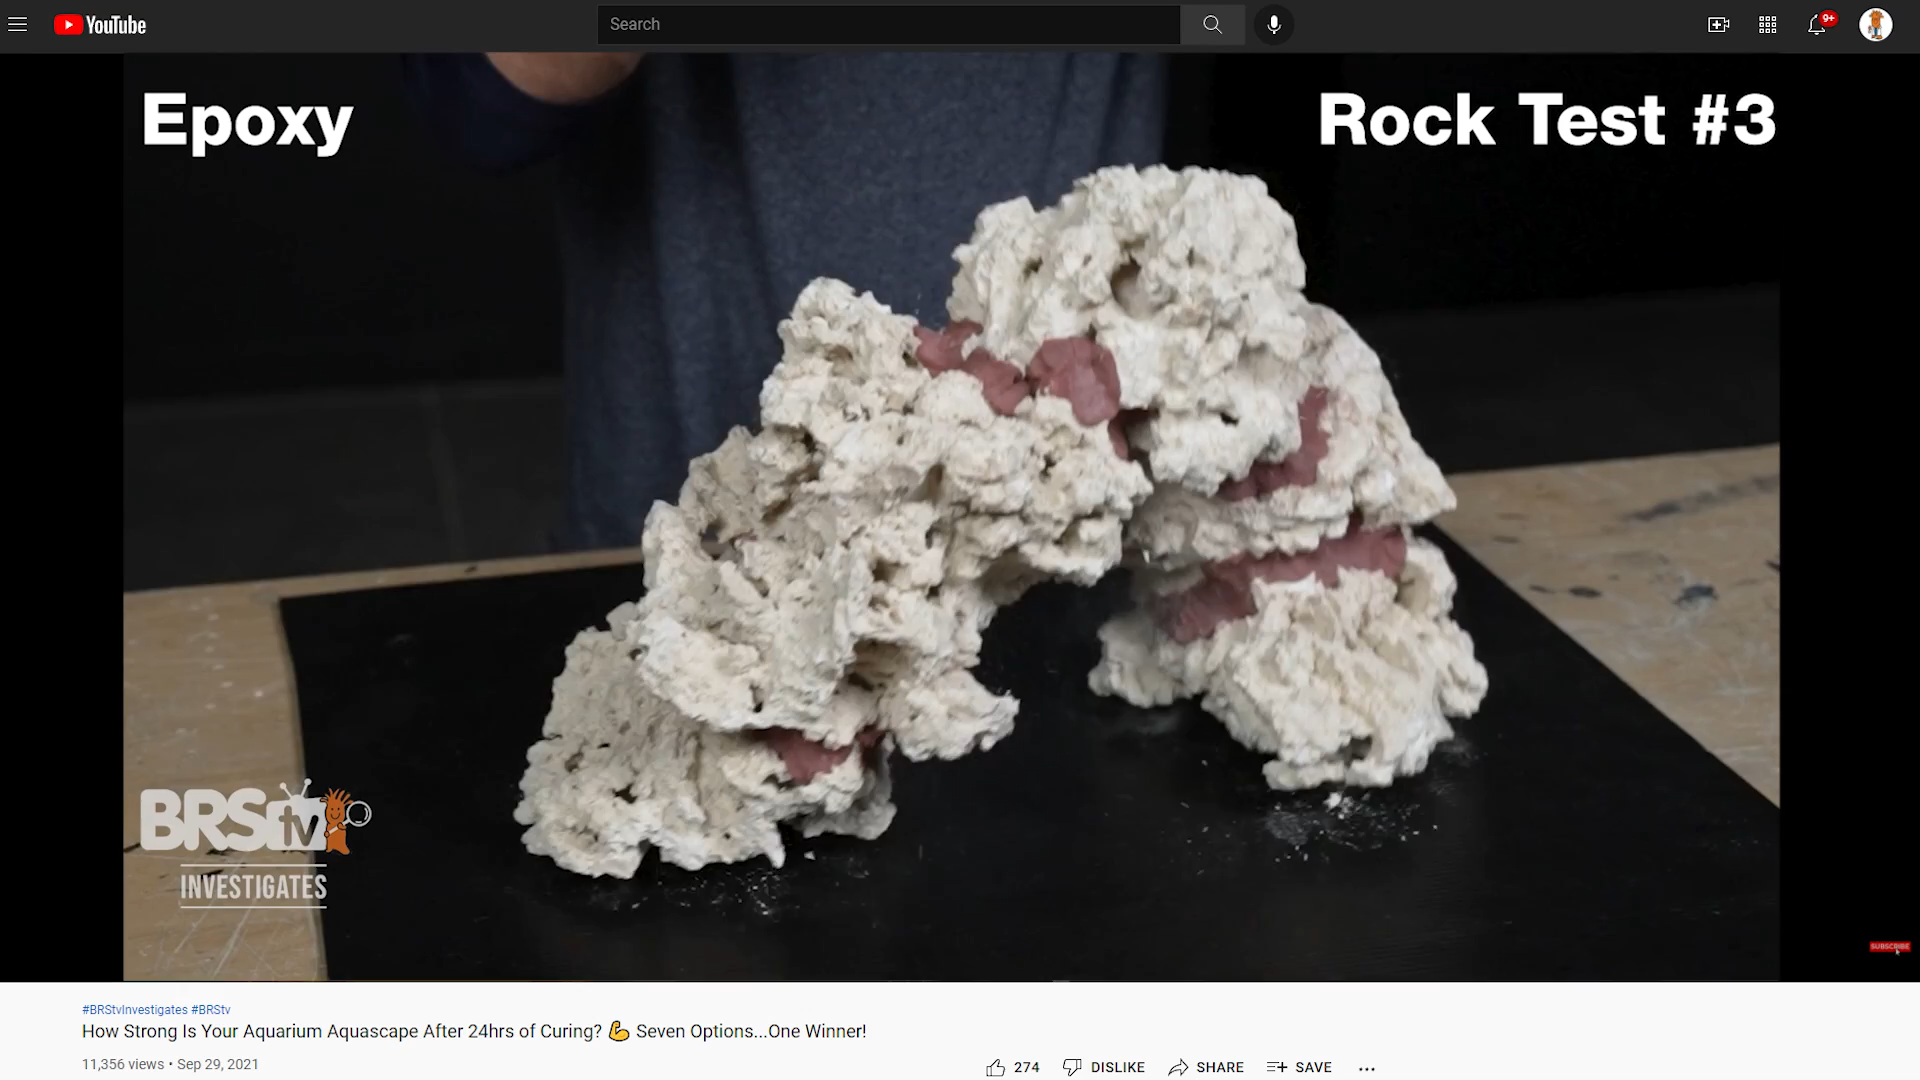 YouTube
Search
9+
Epoxy
Rock Test #3
BRStv
INVESTIGATES
SUBSCRIBE
#BRStvInvestigates #BRStv
How Strong Is Your Aquarium Aquascape After 24hrs of Curing? 💪 Seven Options...One Winner!
11,356 views • Sep 29, 2021
274 DISLIKE SHARE SAVE ...